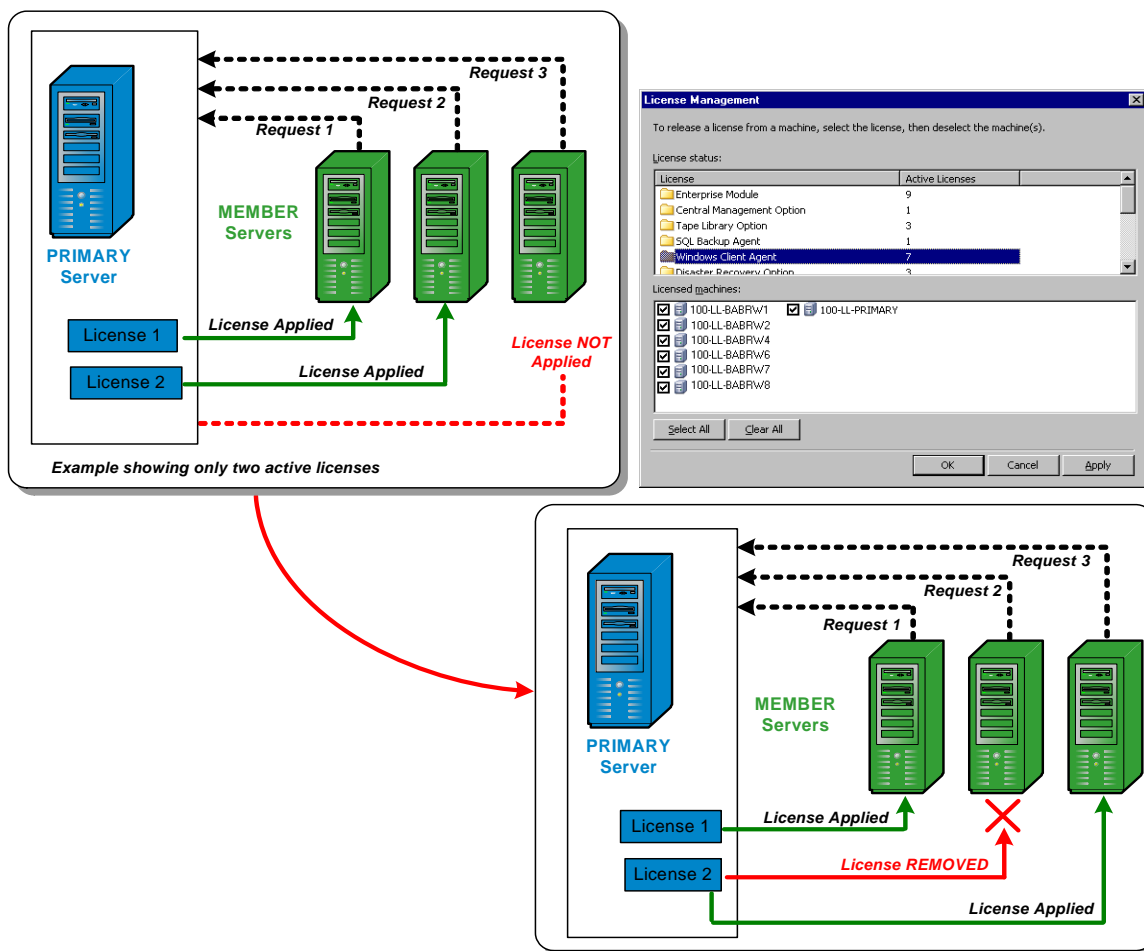 Request 3
Request 2
Request 1
MEMBER
Servers
PRIMARY
Server
License 1
License Applied
License 2
License Applied
License NOT
Applied
Example showing only two active licenses
License Management
To release a license from a machine, select the license, then deselect the machine(s).
License status:
License Active Licenses
Enterprise Module 9
Central Management Option 1
Tape Library Option 3
SQL Backup Agent 1
Windows Client Agent 7
Disaster Recovery Option 3
Licensed machines:
100-LL-BABRW1 100-LL-PRIMARY
100-LL-BABRW2
100-LL-BABRW4
100-LL-BABRW6
100-LL-BABRW7
100-LL-BABRW8
Select All Clear All
OK Cancel Apply
Request 3
Request 2
Request 1
MEMBER
Servers
PRIMARY
Server
License 1
License Applied
License 2
License REMOVED
License Applied